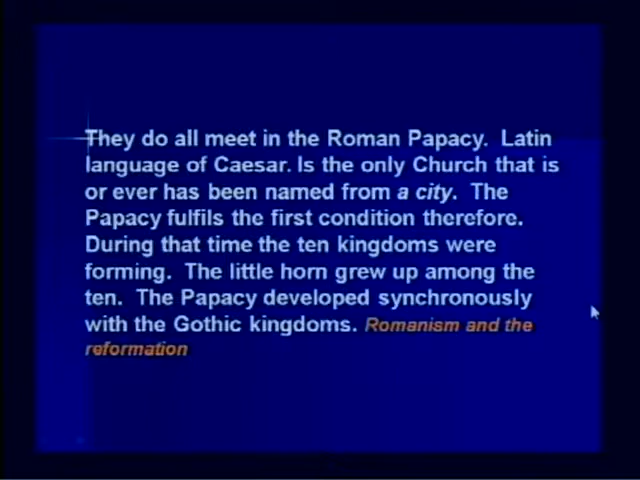 They do all meet in the Roman Papacy. Latin
language of Caesar. Is the only Church that is
or ever has been named from a city. The
Papacy fulfils the first condition therefore.
During that time the ten kingdoms were
forming. The little horn grew up among the
ten. The Papacy developed synchronously
with the Gothic kingdoms. Romanism and the
reformation